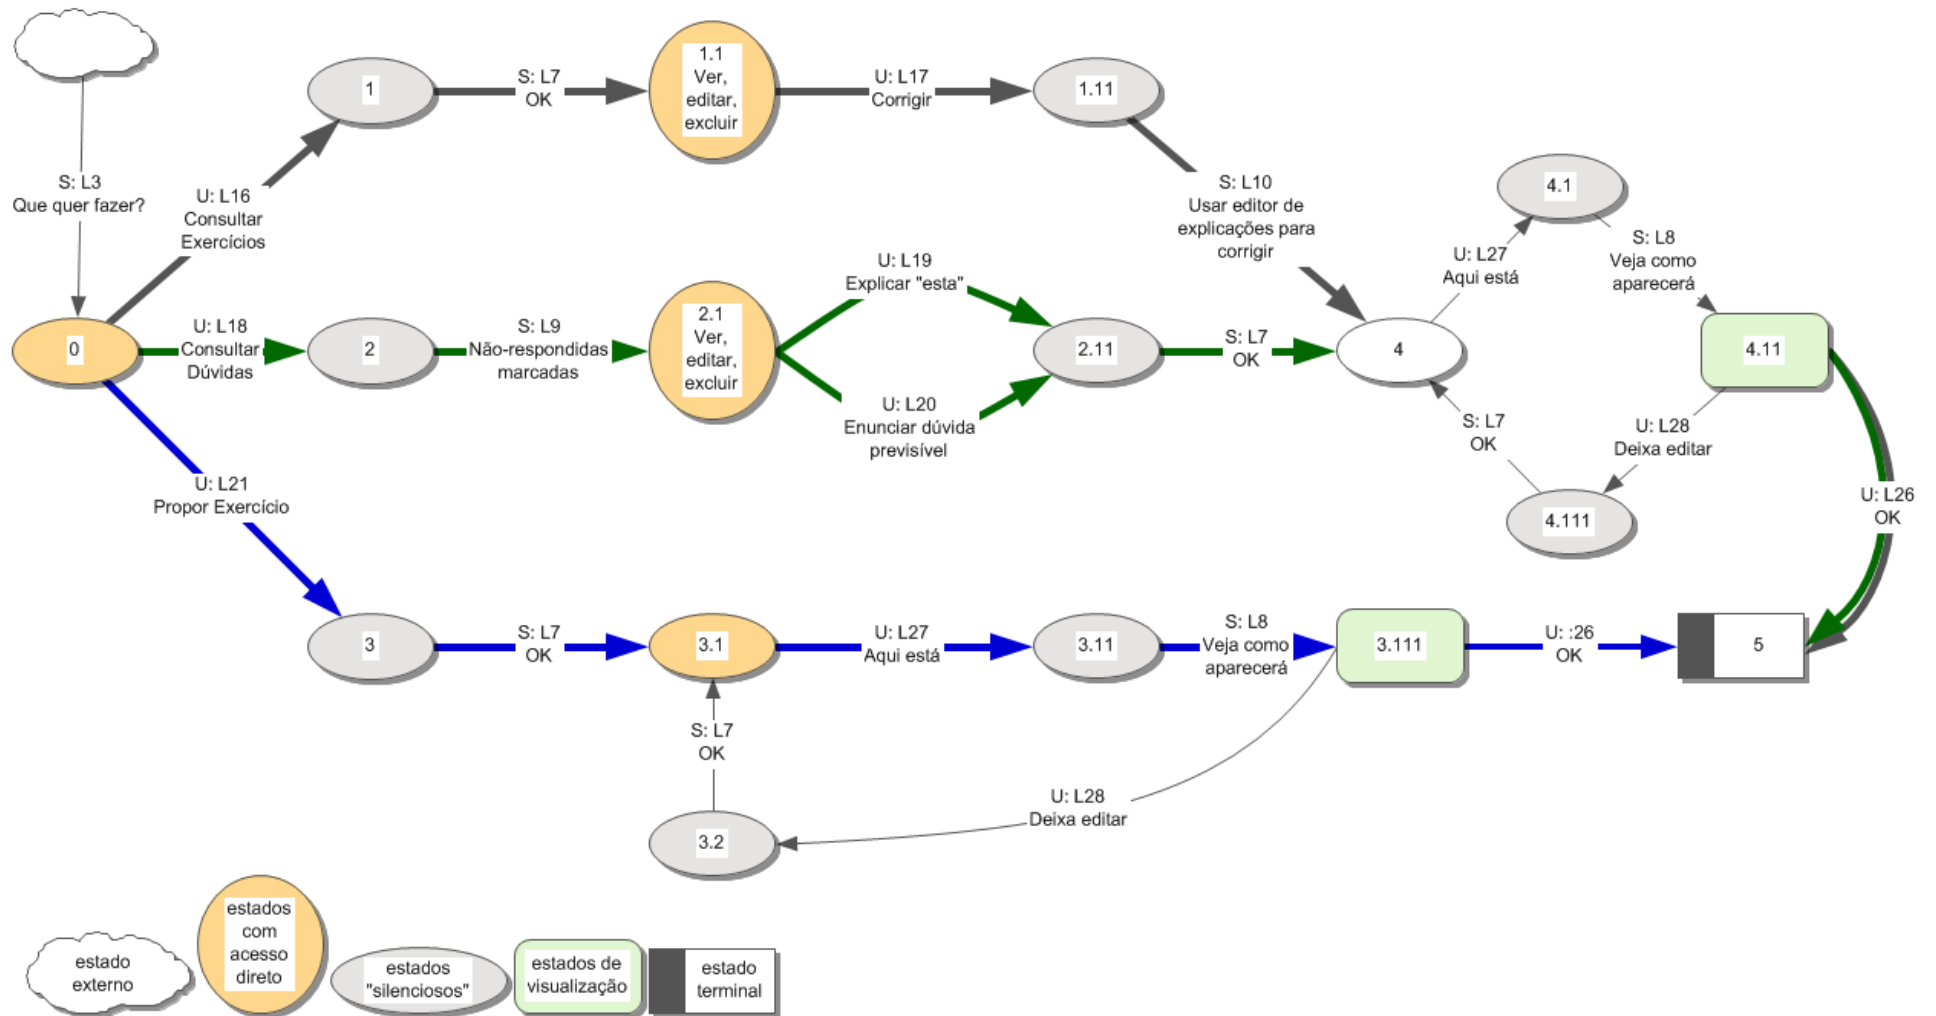 S: L3
Que quer fazer?
0
U: L16
Consultar
Exercícios
1
S: L7
OK
1.1
Ver,
editar,
excluir
U: L17
Corrigir
1.11
S: L10
Usar editor de
explicações para
corrigir
U: L18
Consultar
Dúvidas
2
S: L9
Não-respondidas
marcadas
2.1
Ver,
editar,
excluir
U: L19
Explicar "esta"
U: L20
Enunciar dúvida
previsível
2.11
S: L7
OK
4
U: L27
Aqui está
4.1
S: L8
Veja como
aparecerá
4.11
U: L28
Deixa editar
4.111
S: L7
OK
U: L26
OK
U: L21
Propor Exercício
3
S: L7
OK
3.1
U: L27
Aqui está
3.11
S: L8
Veja como
aparecerá
3.111
U: :26
OK
5
S: L7
OK
3.2
U: L28
Deixa editar
estado
externo
estados
com
acesso
direto
estados
"silenciosos"
estados de
visualização
estado
terminal